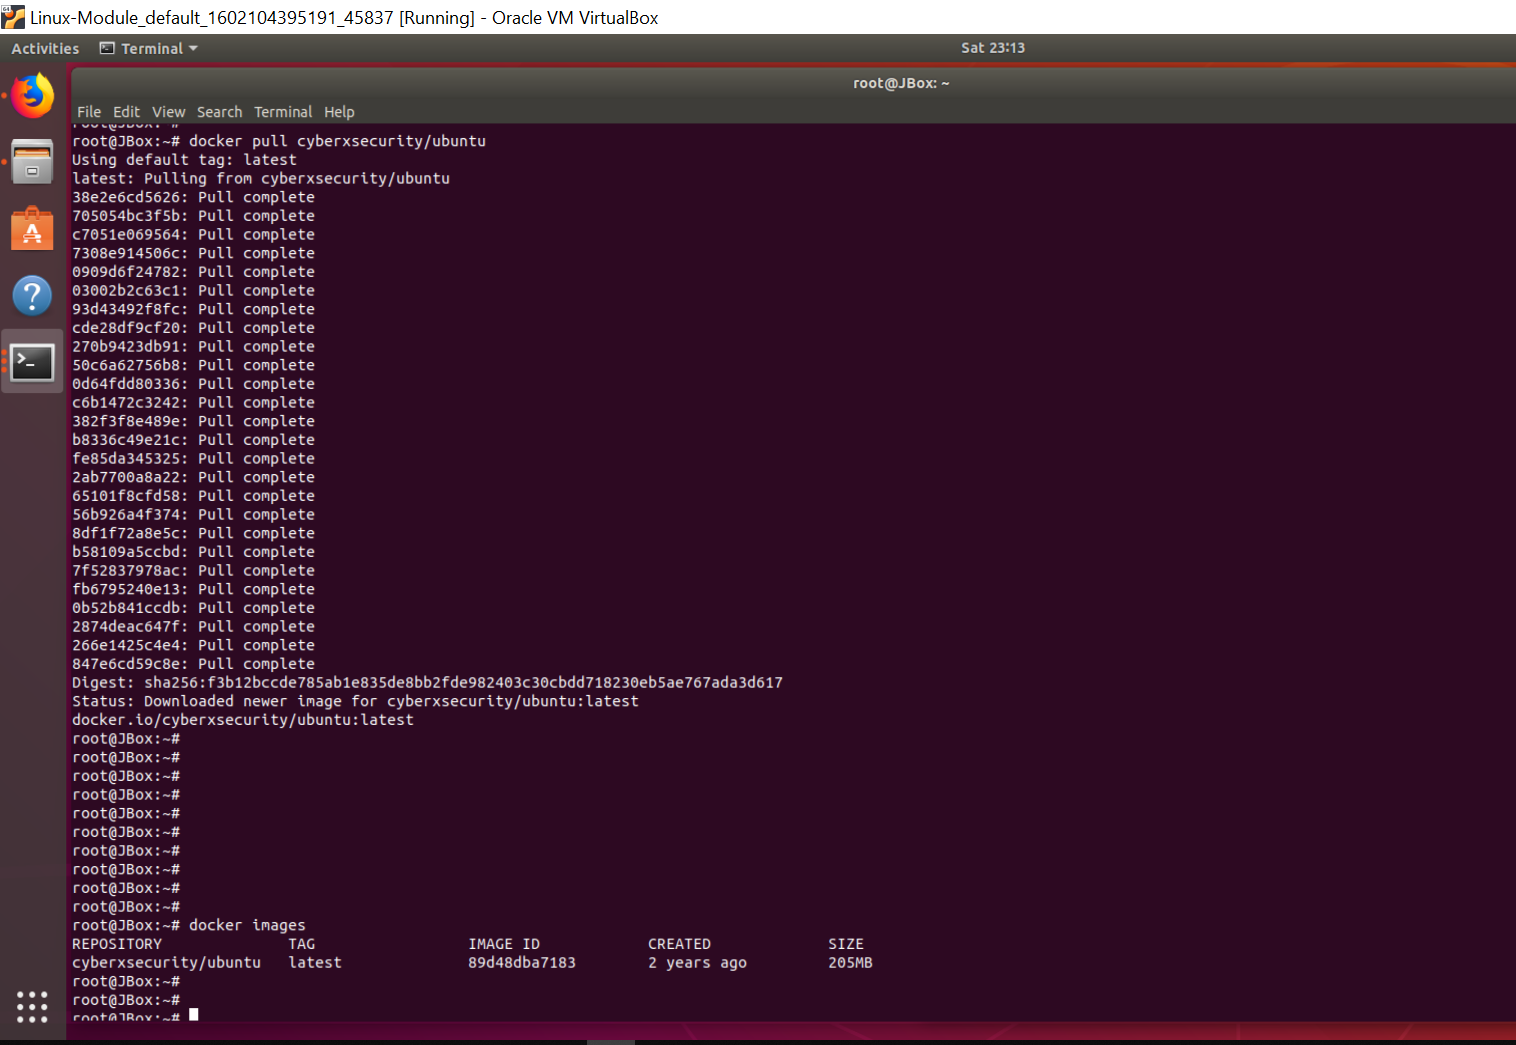 Linux-Module_default_1602104395191_45837 [Running] - Oracle VM VirtualBox
Activities Terminal Sat 23:13
root@JBox: ~
File Edit View Search Terminal Help
root@JBox:~#
root@JBox:~# docker pull cyberxsecurity/ubuntu
Using default tag: latest
latest: Pulling from cyberxsecurity/ubuntu
38e2e6cd5626: Pull complete
705054bc3f5b: Pull complete
c7051e069564: Pull complete
7308e914506c: Pull complete
0909d6f24782: Pull complete
03002b2c63c1: Pull complete
93d43492f8fc: Pull complete
cde28df9cf20: Pull complete
270b9423db91: Pull complete
50c6a62756b8: Pull complete
0d64fdd80336: Pull complete
c6b1472c3242: Pull complete
382f3f8e489e: Pull complete
b8336c49e21c: Pull complete
fe85da345325: Pull complete
2ab7700a8a22: Pull complete
65101f8cfd58: Pull complete
56b926a4f374: Pull complete
8df1f72a8e5c: Pull complete
b58109a5ccbd: Pull complete
7f52837978ac: Pull complete
fb6795240e13: Pull complete
0b52b841ccdb: Pull complete
2874deac647f: Pull complete
266e1425c4e4: Pull complete
847e6cd59c8e: Pull complete
Digest: sha256:f3b12bccde785ab1e835de8bb2fde982403c30cbdd718230eb5ae767ada3d617
Status: Downloaded newer image for cyberxsecurity/ubuntu:latest
docker.io/cyberxsecurity/ubuntu:latest
root@JBox:~#
root@JBox:~#
root@JBox:~#
root@JBox:~#
root@JBox:~#
root@JBox:~#
root@JBox:~#
root@JBox:~#
root@JBox:~#
root@JBox:~#
root@JBox:~# docker images
REPOSITORY TAG IMAGE ID CREATED SIZE
cyberxsecurity/ubuntu latest 89d48dba7183 2 years ago 205MB
root@JBox:~#
root@JBox:~#
root@JBox:~#